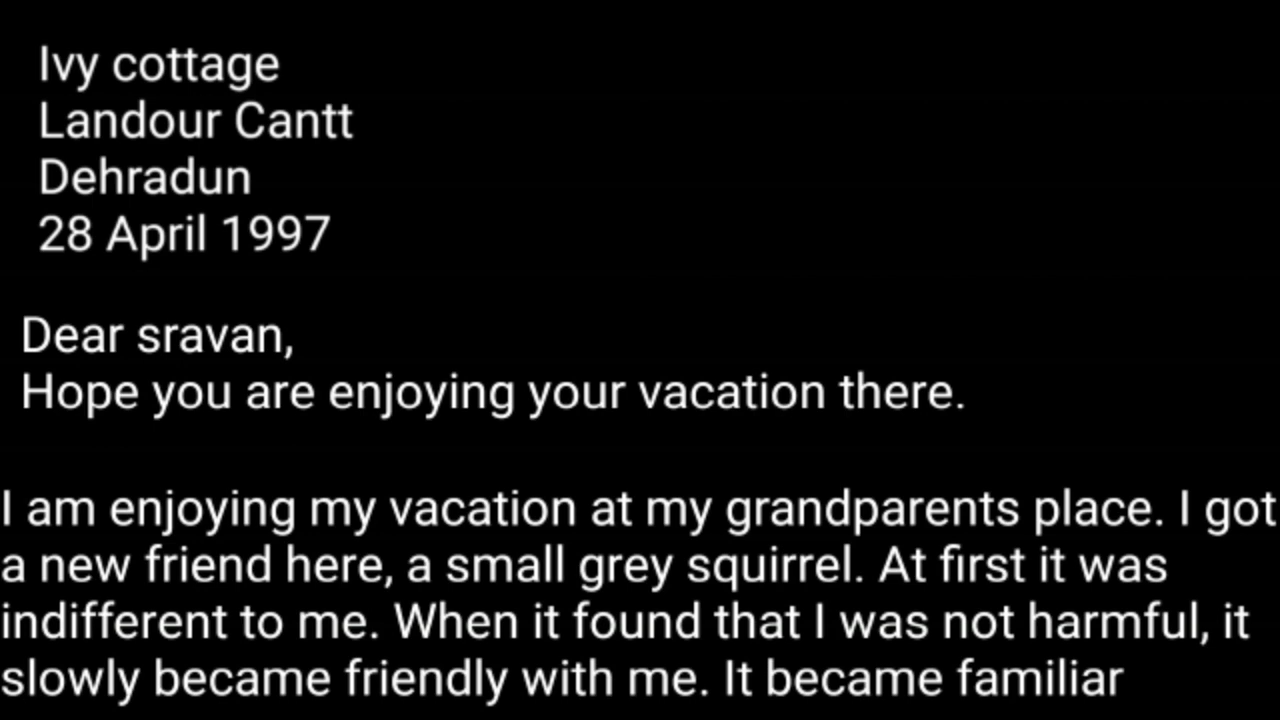 Ivy cottage
Landour Cantt
Dehradun
28 April 1997
Dear sravan,
Hope you are enjoying your vacation there.
I am enjoying my vacation at my grandparents place. I got
a new friend here, a small grey squirrel. At first it was
indifferent to me. When it found that I was not harmful, it
slowly became friendly with me. It became familiar